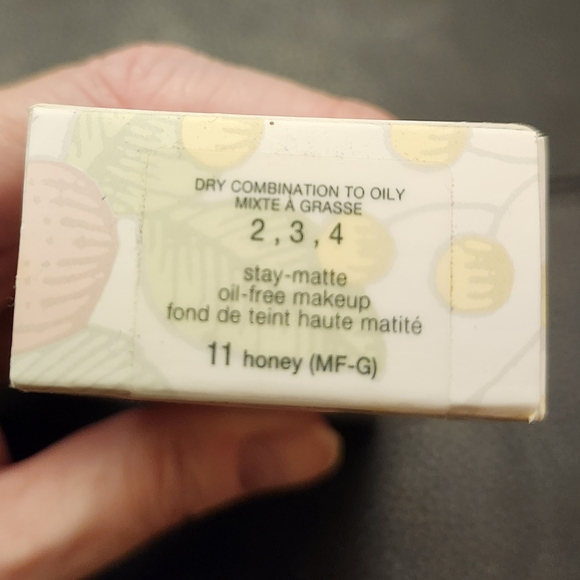 DRY COMBINATION TO OILY
MIXTE À GRASSE
2 , 3 , 4
stay-matte
oil-free makeup
fond de teint haute matité
11 honey (MF-G)